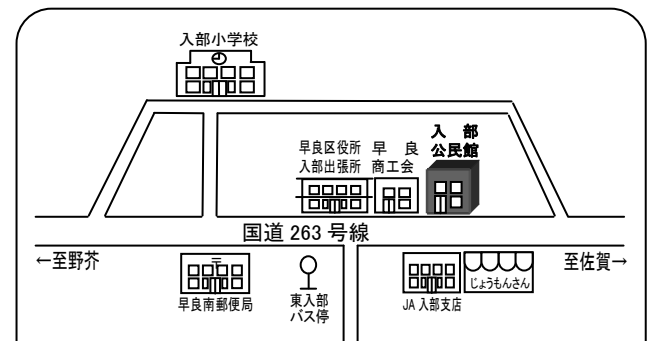 入部小学校
入 部
公民館
早良区役所
入部出張所
早 良
商工会
国道 263 号線
←至野芥
至佐賀→
〒
早良南郵便局
東入部
バス停
JA 入部支店
じょうもんさん